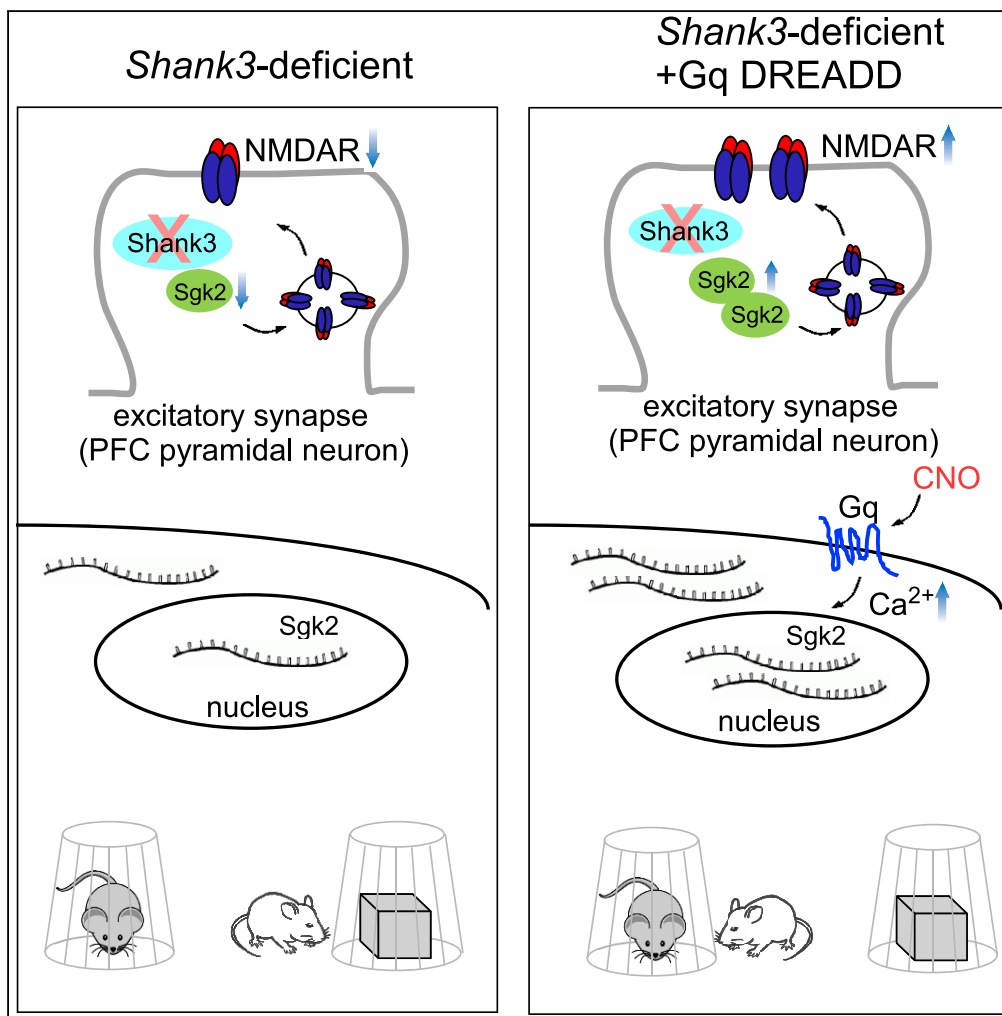 Shank3-deficient
NMDAR
Shank3
Sgk2
excitatory synapse
(PFC pyramidal neuron)
Sgk2
nucleus
Shank3-deficient
+Gq DREADD
NMDAR
Shank3
Sgk2
Sgk2
excitatory synapse
(PFC pyramidal neuron)
CNO
Gq
Ca²⁺
Sgk2
nucleus